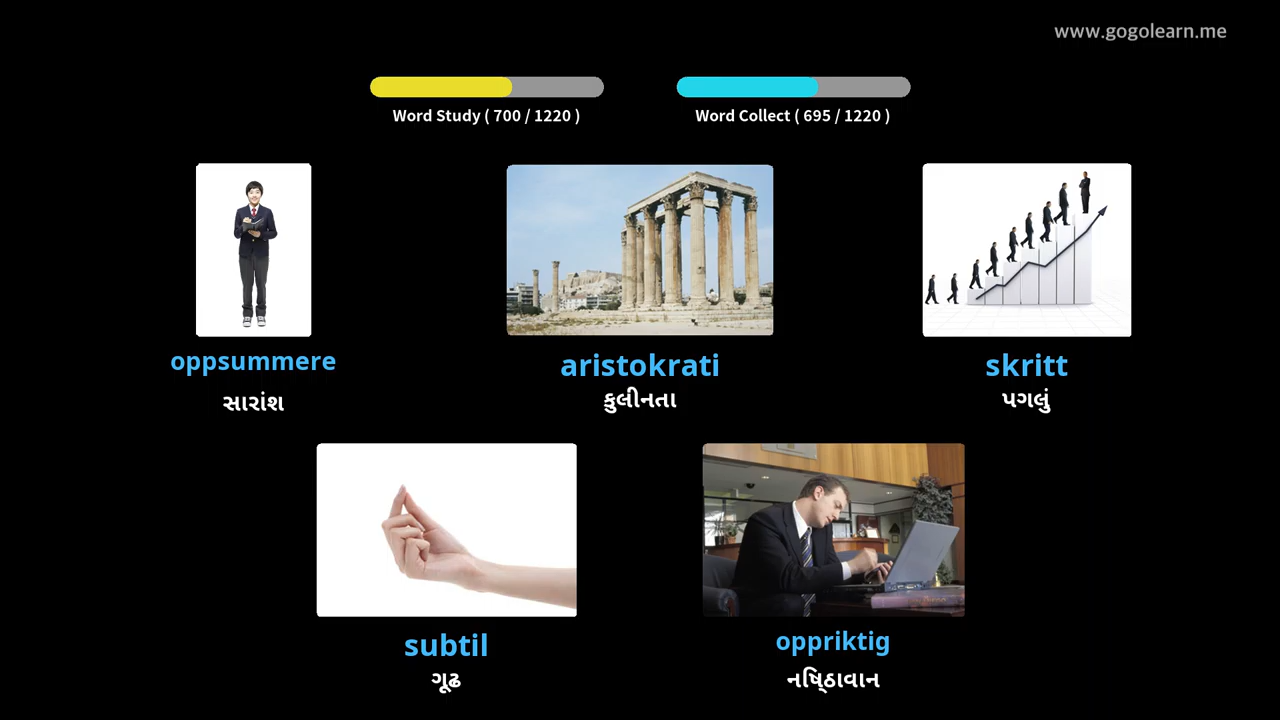 www.gogolearn.me
Word Study ( 700 / 1220 )
Word Collect ( 695 / 1220 )
oppsummere
સારાંશ
aristokrati
કુલીનતા
skritt
પગલું
subtil
ગૂઢ
oppriktig
નષ્ઠિાવાન